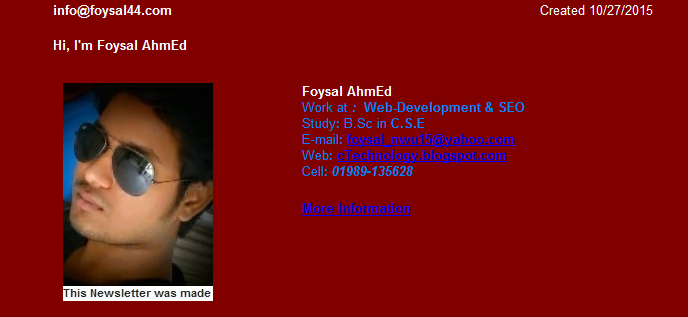 info@foysal44.com
Created 10/27/2015
Hi, I'm Foysal AhmEd
Foysal AhmEd
Work at : Web-Development & SEO
Study: B.Sc in C.S.E
E-mail: foysal_nwu15@yahoo.com
Web: eTechnology.blogspot.com
Cell: 01989-135628
More Information
This Newsletter was made